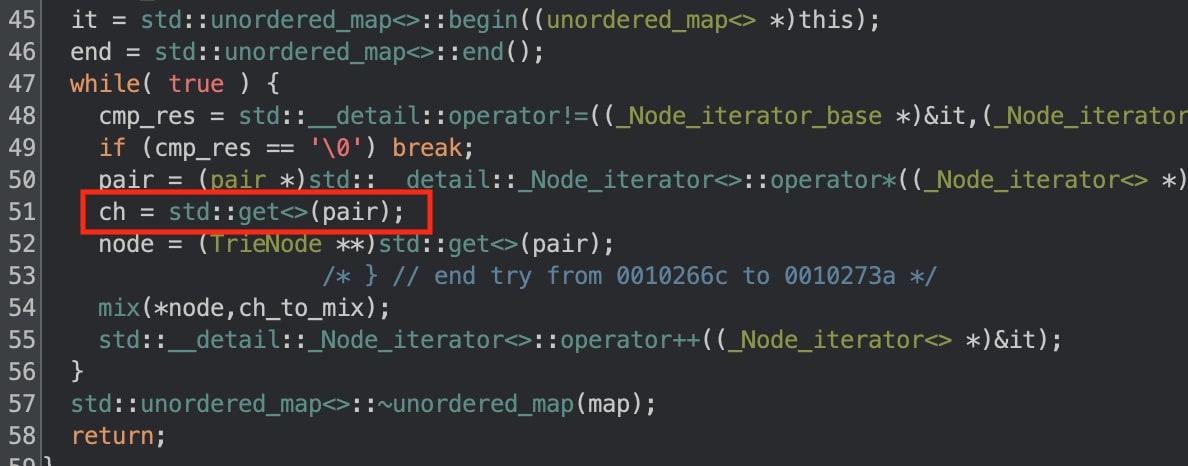 45 it = std::unordered_map<>::begin((unordered_map<> *)this);
46 end = std::unordered_map<>::end();
47 while( true ) {
48 cmp_res = std::__detail::operator!=((_Node_iterator_base *)&it,(_Node_iterator
49 if (cmp_res == '\0') break;
50 pair = (pair *)std::__detail::_Node_iterator<>::operator*((_Node_iterator<> *)
51 ch = std::get<>(pair);
52 node = (TrieNode **)std::get<>(pair);
53 /* } // end try from 0010266c to 0010273a */
54 mix(*node,ch_to_mix);
55 std::__detail::_Node_iterator<>::operator++((_Node_iterator<> *)&it);
56 }
57 std::unordered_map<>::~unordered_map(map);
58 return;
59 }